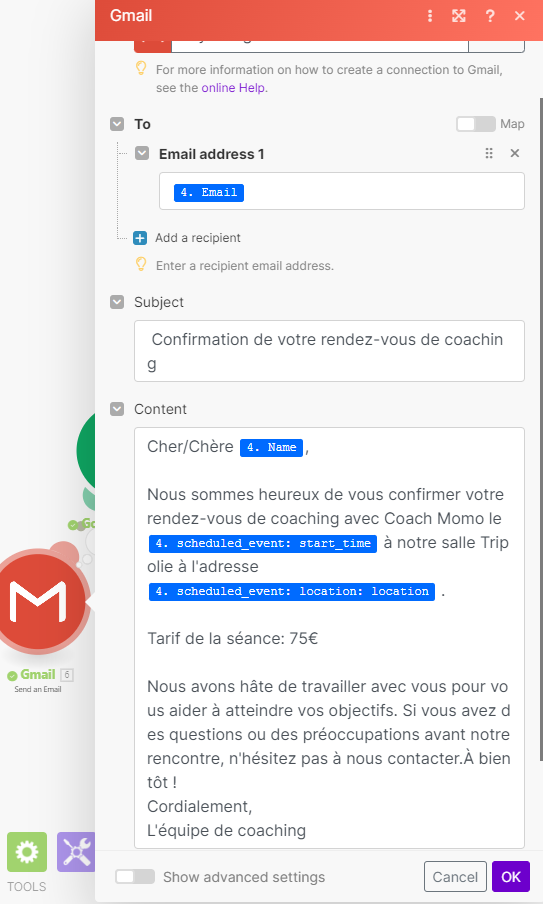 Gmail
For more information on how to create a connection to Gmail,
see the online Help.
To
Map
Email address 1
4. Email
Add a recipient
Enter a recipient email address.
Subject
Confirmation de votre rendez-vous de coachin
g
Content
Cher/Chère 4. Name ,
Nous sommes heureux de vous confirmer votre
rendez-vous de coaching avec Coach Momo le
4. scheduled_event: start_time à notre salle Trip
olie à l'adresse
4. scheduled_event: location: location .
Tarif de la séance: 75€
Nous avons hâte de travailler avec vous pour vo
us aider à atteindre vos objectifs. Si vous avez d
es questions ou des préoccupations avant notre
rencontre, n'hésitez pas à nous contacter.À bien
tôt !
Cordialement,
L'équipe de coaching
Gmail 6
Send an Email
TOOLS
Show advanced settings
Cancel
OK